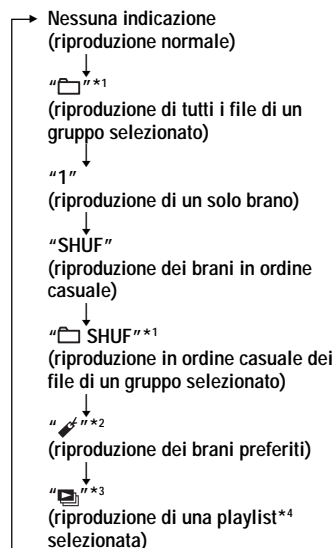 Nessuna indicazione
(riproduzione normale)
“”*1
(riproduzione di tutti i file di un
gruppo selezionato)
“1”
(riproduzione di un solo brano)
“SHUF”
(riproduzione dei brani in ordine
casuale)
“ SHUF”*1
(riproduzione in ordine casuale dei
file di un gruppo selezionato)
“”*2
(riproduzione dei brani preferiti)
“”*3
(riproduzione di una playlist*4
selezionata)